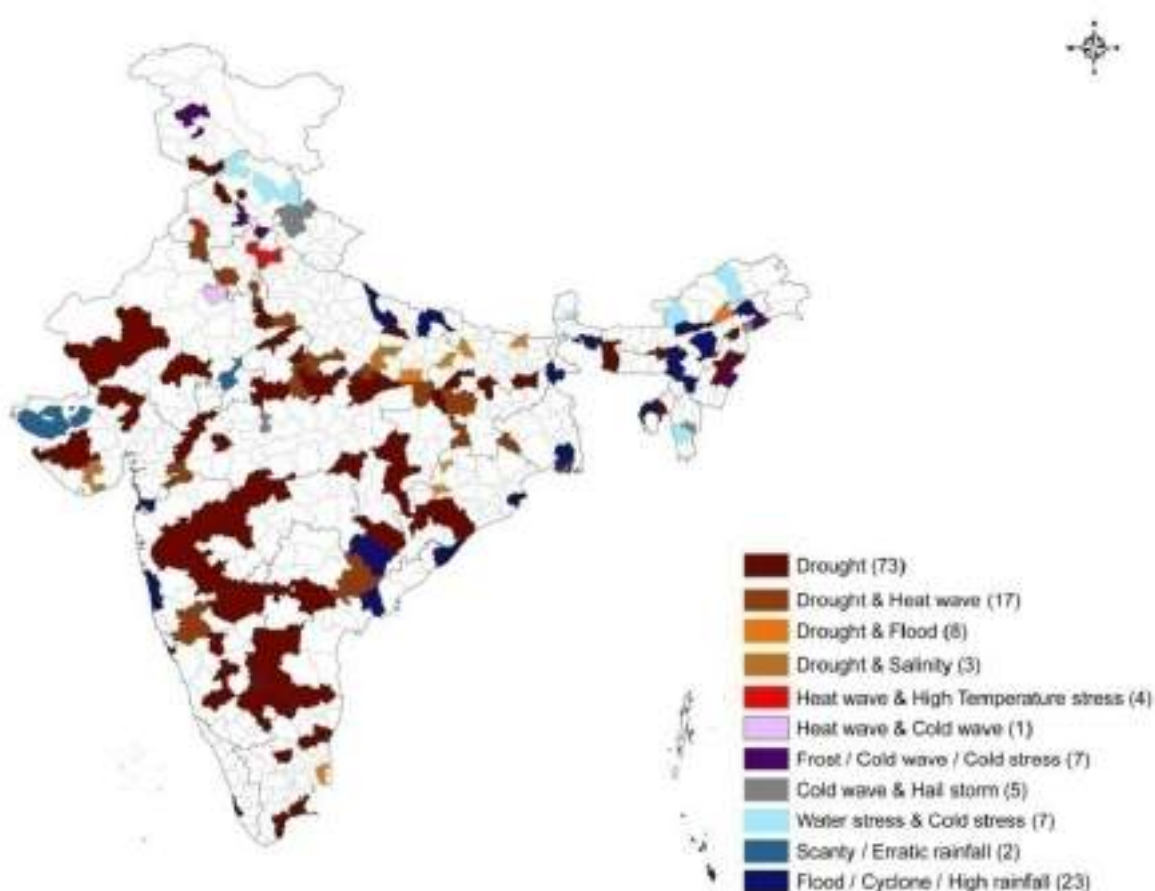 Drought (73)
Drought & Heat wave (17)
Drought & Flood (8)
Drought & Salinity (3)
Heat wave & High Temperature stress (4)
Heat wave & Cold wave (1)
Frost / Cold wave / Cold stress (7)
Cold wave & Hail storm (5)
Water stress & Cold stress (7)
Scanty / Erratic rainfall (2)
Flood / Cyclone / High rainfall (23)